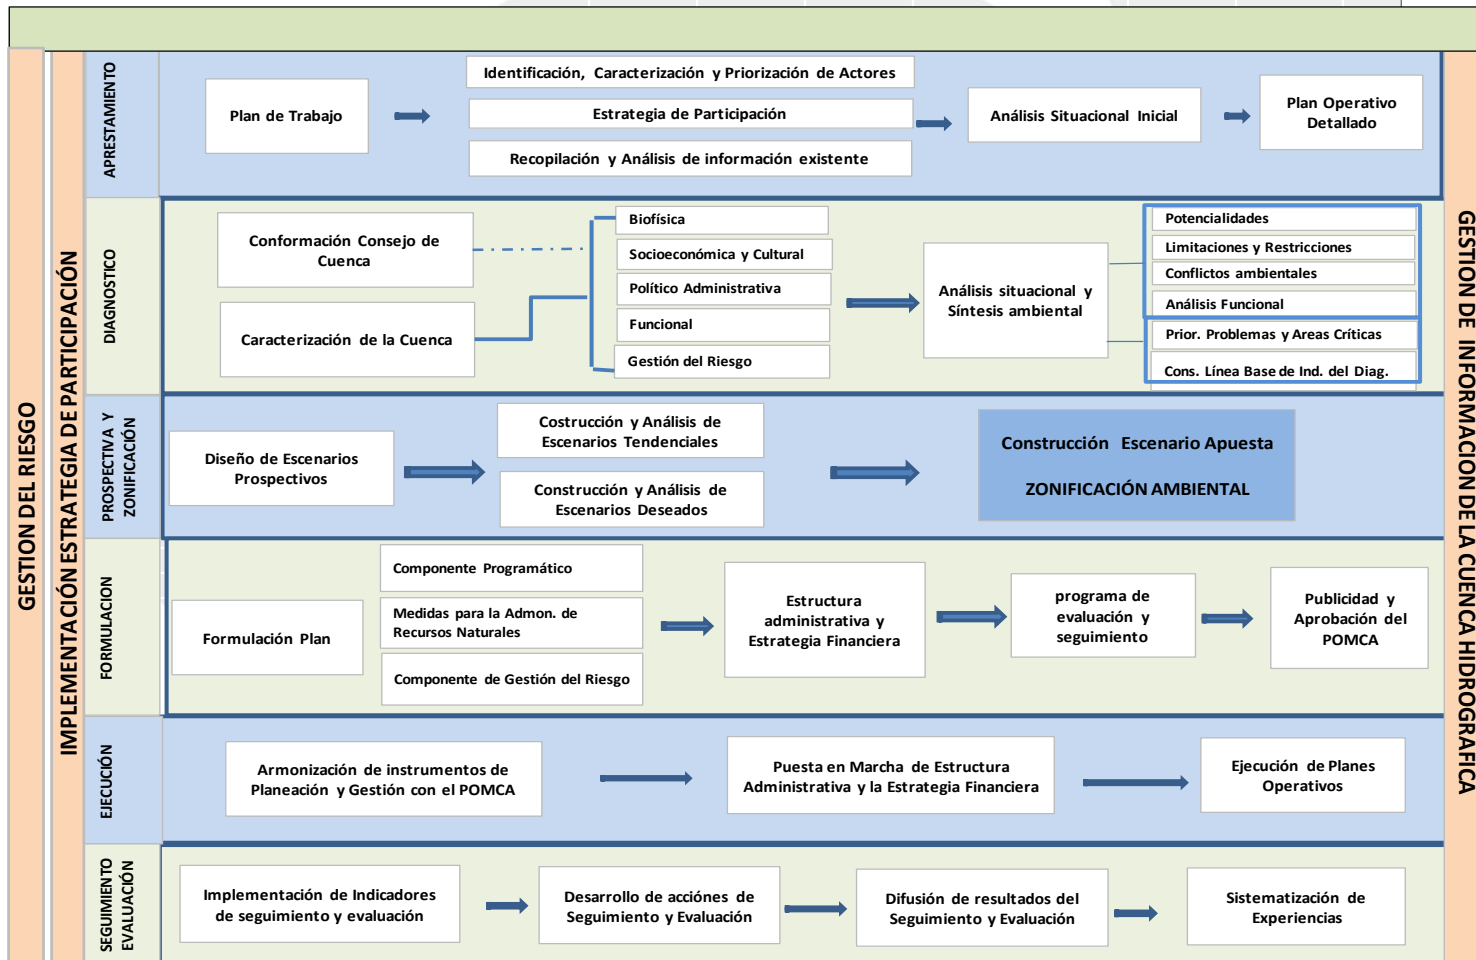 GESTION DEL RIESGO
IMPLEMENTACIÓN ESTRATEGIA DE PARTICIPACIÓN
APRESTAMIENTO
Plan de Trabajo
Identificación, Caracterización y Priorización de Actores
Estrategia de Participación
Recopilación y Análisis de información existente
Análisis Situacional Inicial
Plan Operativo
Detallado
DIAGNOSTICO
Conformación Consejo de
Cuenca
Caracterización de la Cuenca
Biofísica
Socioeconómica y Cultural
Político Administrativa
Funcional
Gestión del Riesgo
Análisis situacional y
Síntesis ambiental
Potencialidades
Limitaciones y Restricciones
Conflictos ambientales
Análisis Funcional
Prior. Problemas y Areas Críticas
Cons. Línea Base de Ind. del Diag.
PROSPECTIVA Y
ZONIFICACIÓN
Diseño de Escenarios
Prospectivos
Costrucción y Análisis de
Escenarios Tendenciales
Construcción y Análisis de
Escenarios Deseados
Construcción Escenario Apuesta
ZONIFICACIÓN AMBIENTAL
FORMULACION
Formulación Plan
Componente Programático
Medidas para la Admon. de
Recursos Naturales
Componente de Gestión del Riesgo
Estructura
administrativa y
Estrategia Financiera
programa de
evaluación y
seguimiento
Publicidad y
Aprobación del
POMCA
EJECUCIÓN
Armonización de instrumentos de
Planeación y Gestión con el POMCA
Puesta en Marcha de Estructura
Administrativa y la Estrategia Financiera
Ejecución de Planes
Operativos
SEGUIMIENTO
EVALUACIÓN
Implementación de Indicadores
de seguimiento y evaluación
Desarrollo de acciónes de
Seguimiento y Evaluación
Difusión de resultados del
Seguimiento y Evaluación
Sistematización de
Experiencias
GESTION DE INFORMACION DE LA CUENCA HIDROGRAFICA